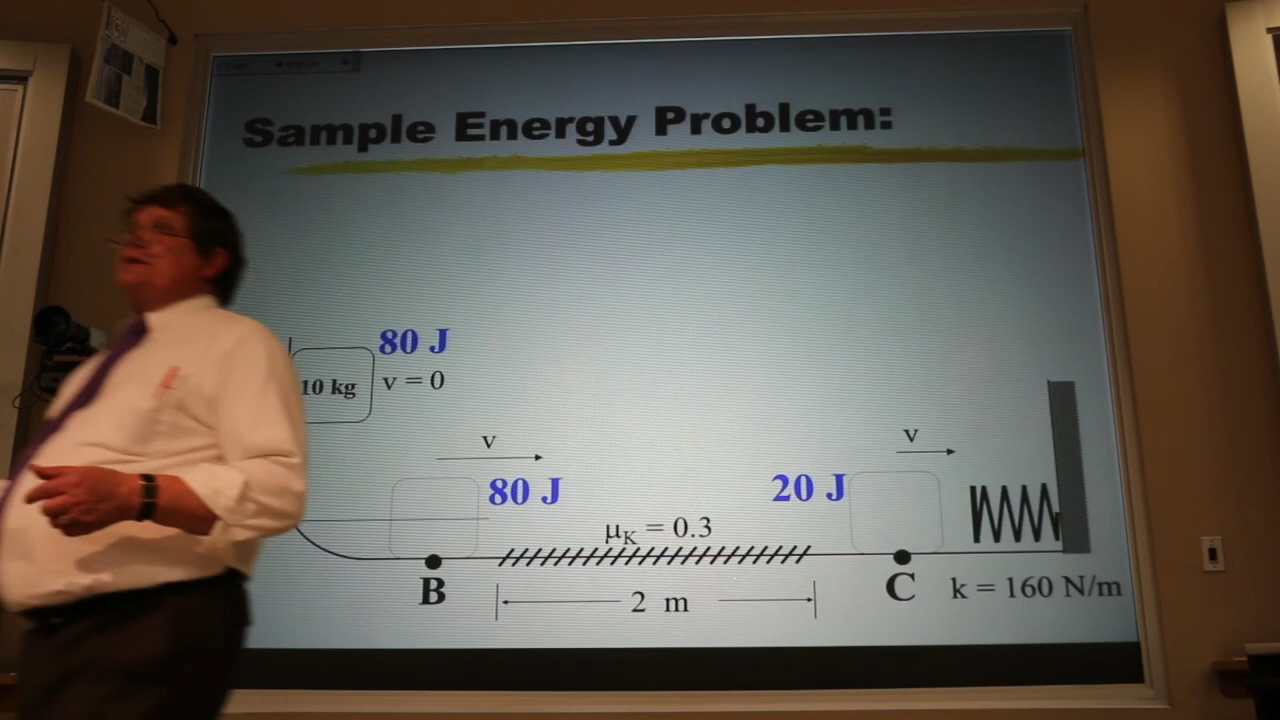 Sample Energy Problem:
80 J
10 kg
v = 0
v
v
80 J
20 J
μK = 0.3
B
C
k = 160 N/m
2 m